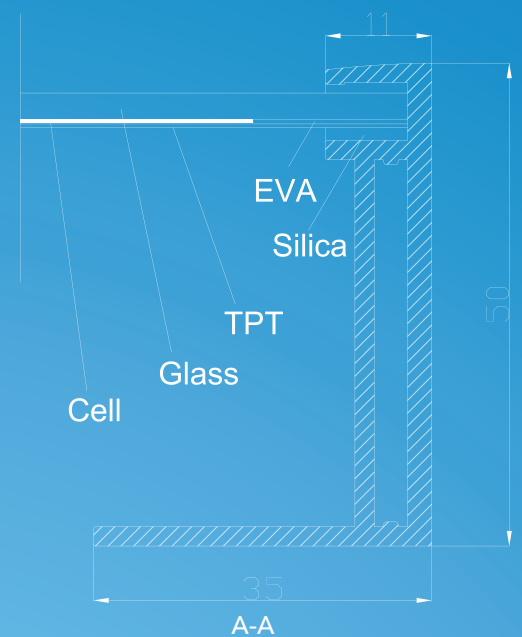 11
EVA
Silica
50
TPT
Glass
Cell
35
A-A